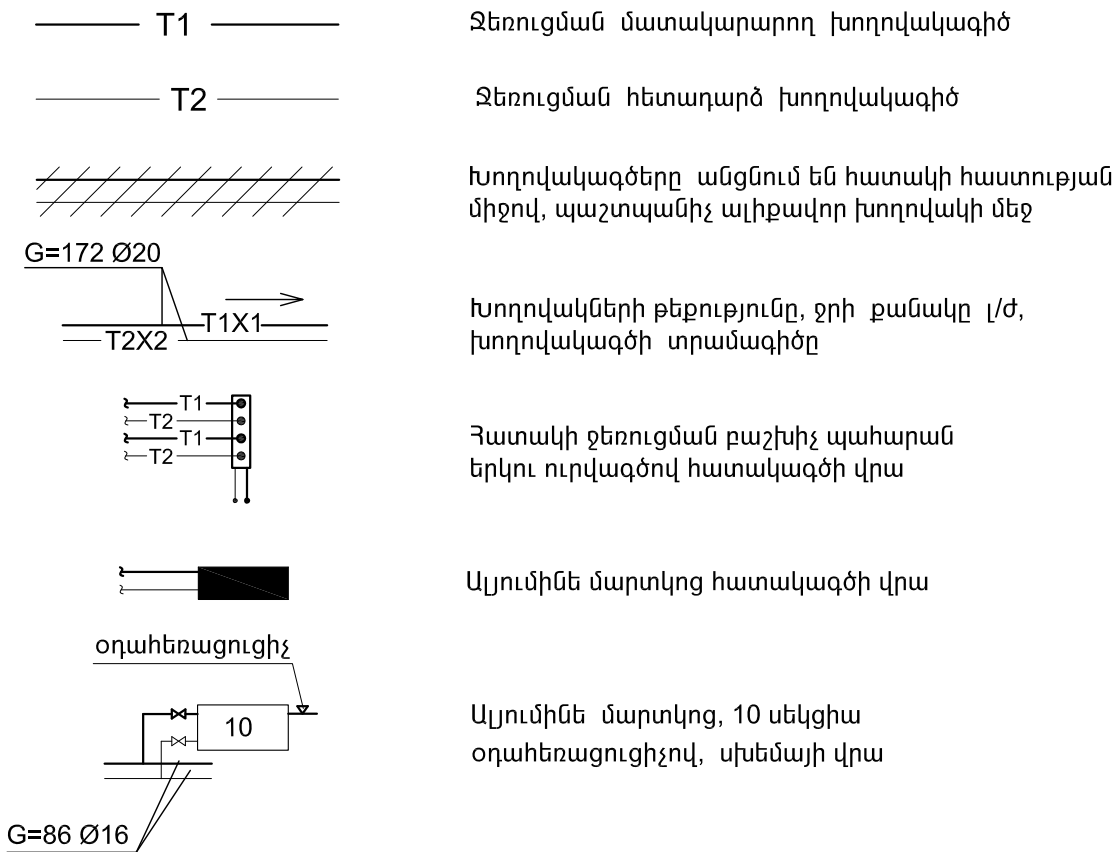 T1 Ջեռուցման մատակարարող խողովակագիծ
T2 Ջեռուցման հետադարձ խողովակագիծ
Խողովակագծերը անցնում են հատակի հաստության
միջով, պաշտպանիչ ալիքավոր խողովակի մեջ
G=172 Ø20
T1X1
T2X2
Խողովակների թեքությունը, ջրի քանակը լ/ժ,
խողովակագծի տրամագիծը
T1
T2
T1
T2
Հատակի ջեռուցման բաշխիչ պահարան
երկու ուրվագծով հատակագծի վրա
Ալյումինե մարտկոց հատակագծի վրա
օդահեռացուցիչ
10
Ալյումինե մարտկոց, 10 սեկցիա
օդահեռացուցիչով, սխեմայի վրա
G=86 Ø16